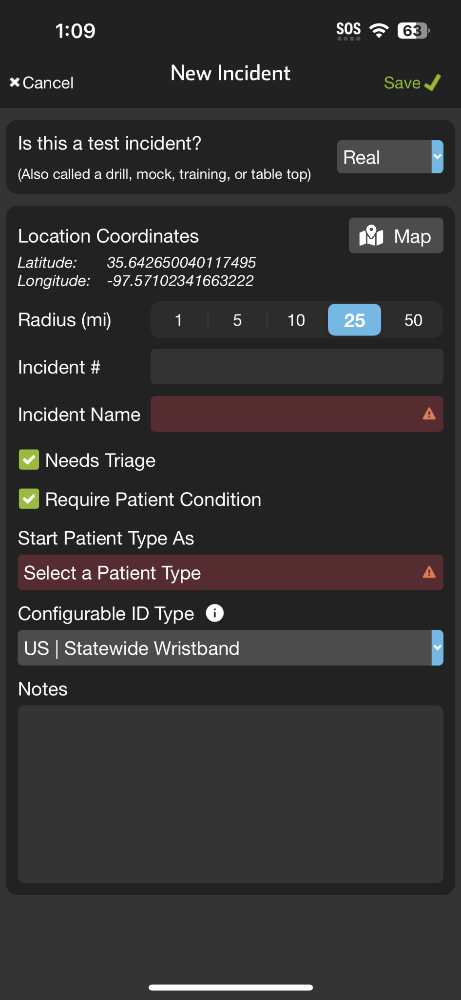 1:09
SOS
63
Cancel
New Incident
Save
Is this a test incident?
(Also called a drill, mock, training, or table top)
Real
Location Coordinates
Map
Latitude: 35.642650040117495
Longitude: -97.57102341663222
Radius (mi) 1 5 10 25 50
Incident #
Incident Name
Needs Triage
Require Patient Condition
Start Patient Type As
Select a Patient Type
Configurable ID Type
US | Statewide Wristband
Notes